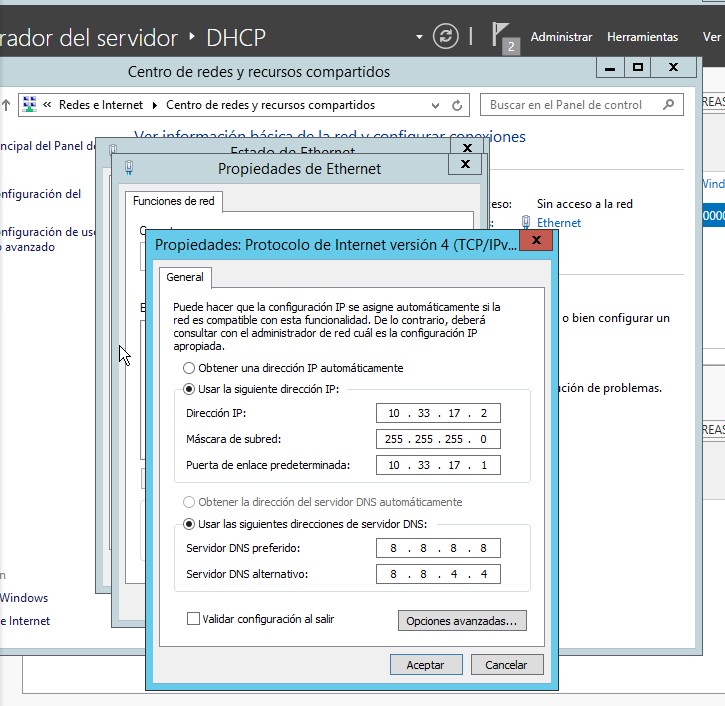 rador del servidor DHCP
2 Administrar Herramientas Ver
Centro de redes y recursos compartidos
Redes e Internet Centro de redes y recursos compartidos
Buscar en el Panel de control
REAS
ncipal del Panel de
Ver información básica de la red y configurar conexiones
Estado de Ethernet
Propiedades de Ethernet
Wind
nfiguración del
Funciones de red
eso: Sin acceso a la red
0000
s: Ethernet
nfiguración de uso
o avanzado
Propiedades: Protocolo de Internet versión 4 (TCP/IPv...
General
Puede hacer que la configuración IP se asigne automáticamente si la
red es compatible con esta funcionalidad. De lo contrario, deberá
consultar con el administrador de red cuál es la configuración IP
apropiada.
o bien configurar un
Obtener una dirección IP automáticamente
Usar la siguiente dirección IP:
ución de problemas.
Dirección IP: 10 . 33 . 17 . 2
Máscara de subred: 255 . 255 . 255 . 0
REAS
Puerta de enlace predeterminada: 10 . 33 . 17 . 1
Obtener la dirección del servidor DNS automáticamente
Usar las siguientes direcciones de servidor DNS:
Servidor DNS preferido: 8 . 8 . 8 . 8
Servidor DNS alternativo: 8 . 8 . 4 . 4
n
Windows
e Internet
Validar configuración al salir
Opciones avanzadas...
Aceptar Cancelar